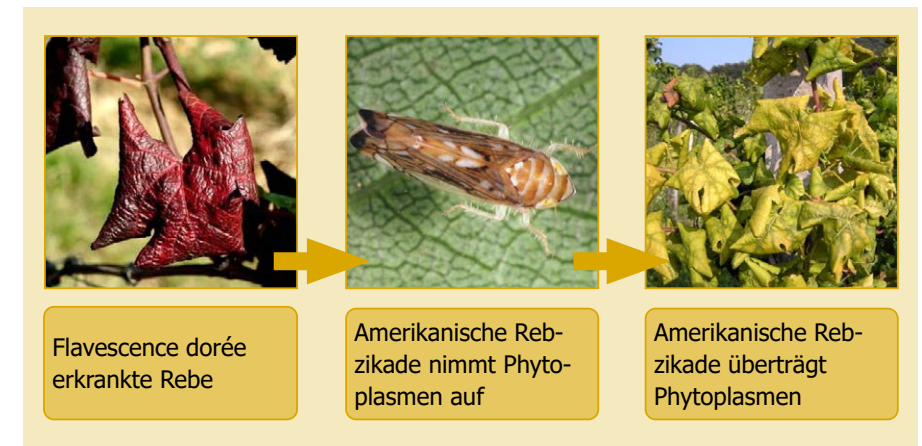 Flavescence dorée
erkrankte Rebe
Amerikanische Reb-
zikade nimmt Phyto-
plasmen auf
Amerikanische Reb-
zikade überträgt
Phytoplasmen